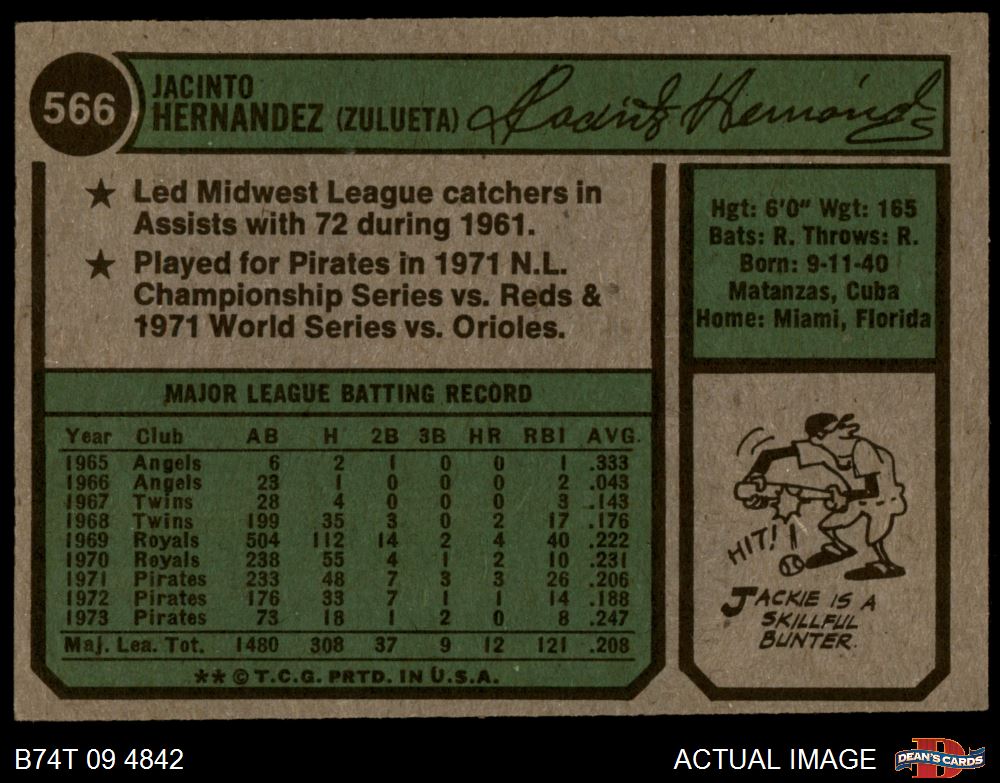 566
JACINTO
HERNANDEZ (ZULUETA)
Jacinto Hernández
★ Led Midwest League catchers in
Assists with 72 during 1961.
★ Played for Pirates in 1971 N.L.
Championship Series vs. Reds &
1971 World Series vs. Orioles.
Hgt: 6'0" Wgt: 165
Bats: R. Throws: R.
Born: 9-11-40
Matanzas, Cuba
Home: Miami, Florida
MAJOR LEAGUE BATTING RECORD
Year Club AB H 2B 3B HR RBI AVG.
1965 Angels 6 2 1 0 0 1 .333
1966 Angels 23 1 0 0 0 2 .043
1967 Twins 28 4 0 0 0 3 .143
1968 Twins 199 35 3 0 2 17 .176
1969 Royals 504 112 14 2 4 40 .222
1970 Royals 238 55 4 1 2 10 .231
1971 Pirates 233 48 7 3 3 26 .206
1972 Pirates 176 33 7 1 1 14 .188
1973 Pirates 73 18 1 2 0 8 .247
Maj. Lea. Tot. 1480 308 37 9 12 121 .208
** © T.C.G. PRTD. IN U.S.A.
HIT!
JACKIE IS A
SKILLFUL
BUNTER.
B74T 09 4842
ACTUAL IMAGE
D
DEAN'S CARDS